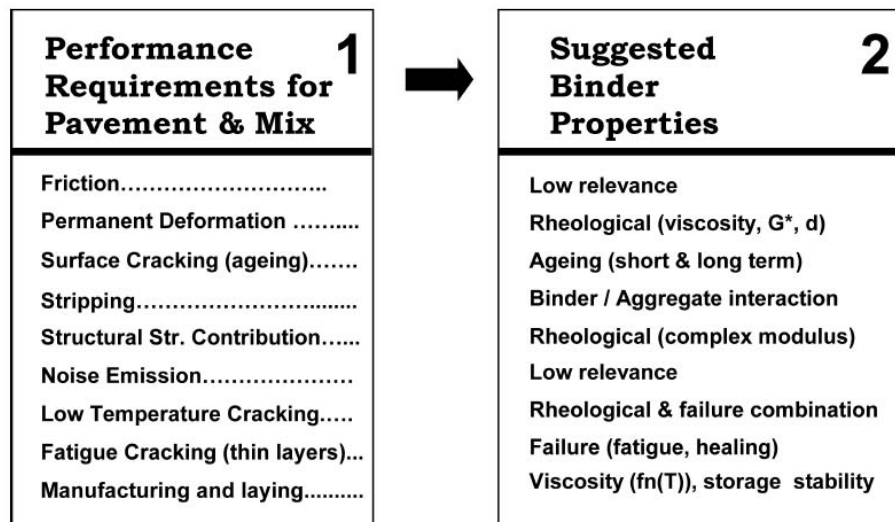 Performance 1
Requirements for
Pavement & Mix
Friction...............................
Permanent Deformation ..........
Surface Cracking (ageing).......
Stripping................................
Structural Str. Contribution......
Noise Emission.....................
Low Temperature Cracking.....
Fatigue Cracking (thin layers)...
Manufacturing and laying..........
Suggested 2
Binder
Properties
Low relevance
Rheological (viscosity, G*, d)
Ageing (short & long term)
Binder / Aggregate interaction
Rheological (complex modulus)
Low relevance
Rheological & failure combination
Failure (fatigue, healing)
Viscosity (fn(T)), storage stability